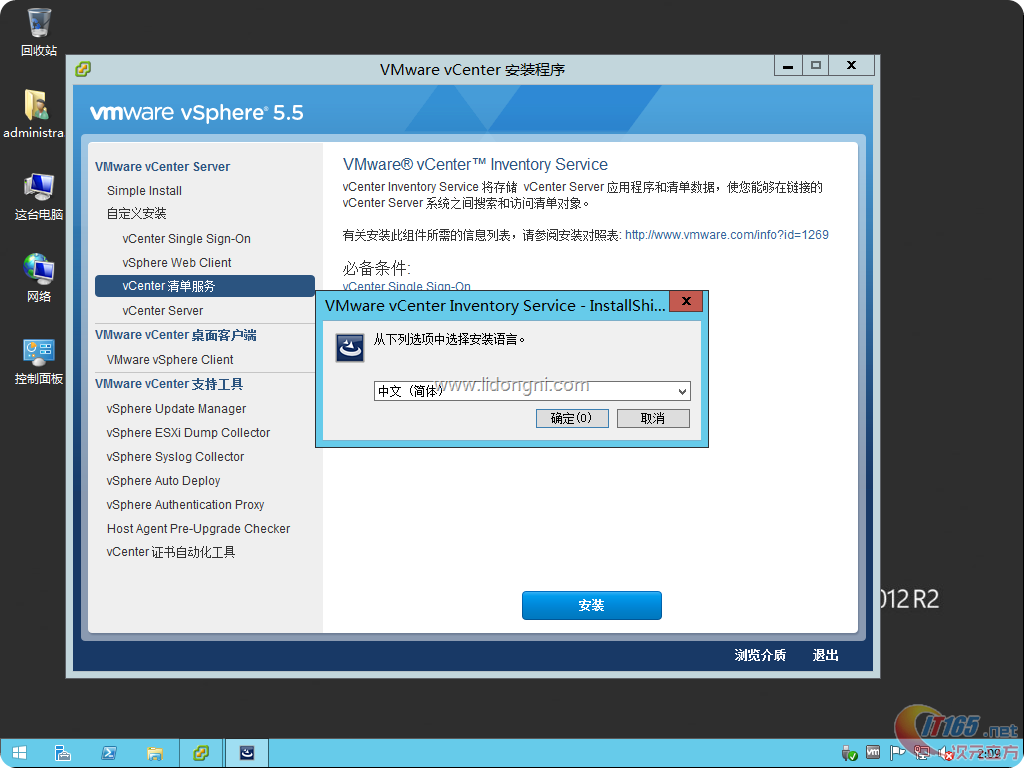 回收站
administra
这台电脑
网络
控制面板
VMware vCenter 安装程序
vmware vSphere® 5.5
VMware vCenter Server
Simple Install
自定义安装
vCenter Single Sign-On
vSphere Web Client
vCenter 清单服务
vCenter Server
VMware vCenter 桌面客户端
VMware vSphere Client
VMware vCenter 支持工具
vSphere Update Manager
vSphere ESXi Dump Collector
vSphere Syslog Collector
vSphere Auto Deploy
vSphere Authentication Proxy
Host Agent Pre-Upgrade Checker
vCenter 证书自动化工具
VMware® vCenter™ Inventory Service
vCenter Inventory Service 将存储 vCenter Server 应用程序和清单数据，使您能够在链接的
vCenter Server 系统之间搜索和访问清单对象。
有关安装此组件所需的信息列表，请参阅安装对照表: http://www.vmware.com/info?id=1269
必备条件:
vCenter Single Sign-On
VMware vCenter Inventory Service - InstallShi...
X
从下列选项中选择安装语言。
中文（简体）
www.lidongni.com
确定(O)
取消
安装
浏览介质
退出
012 R2
IT165.net
次元立方
vm
2:09